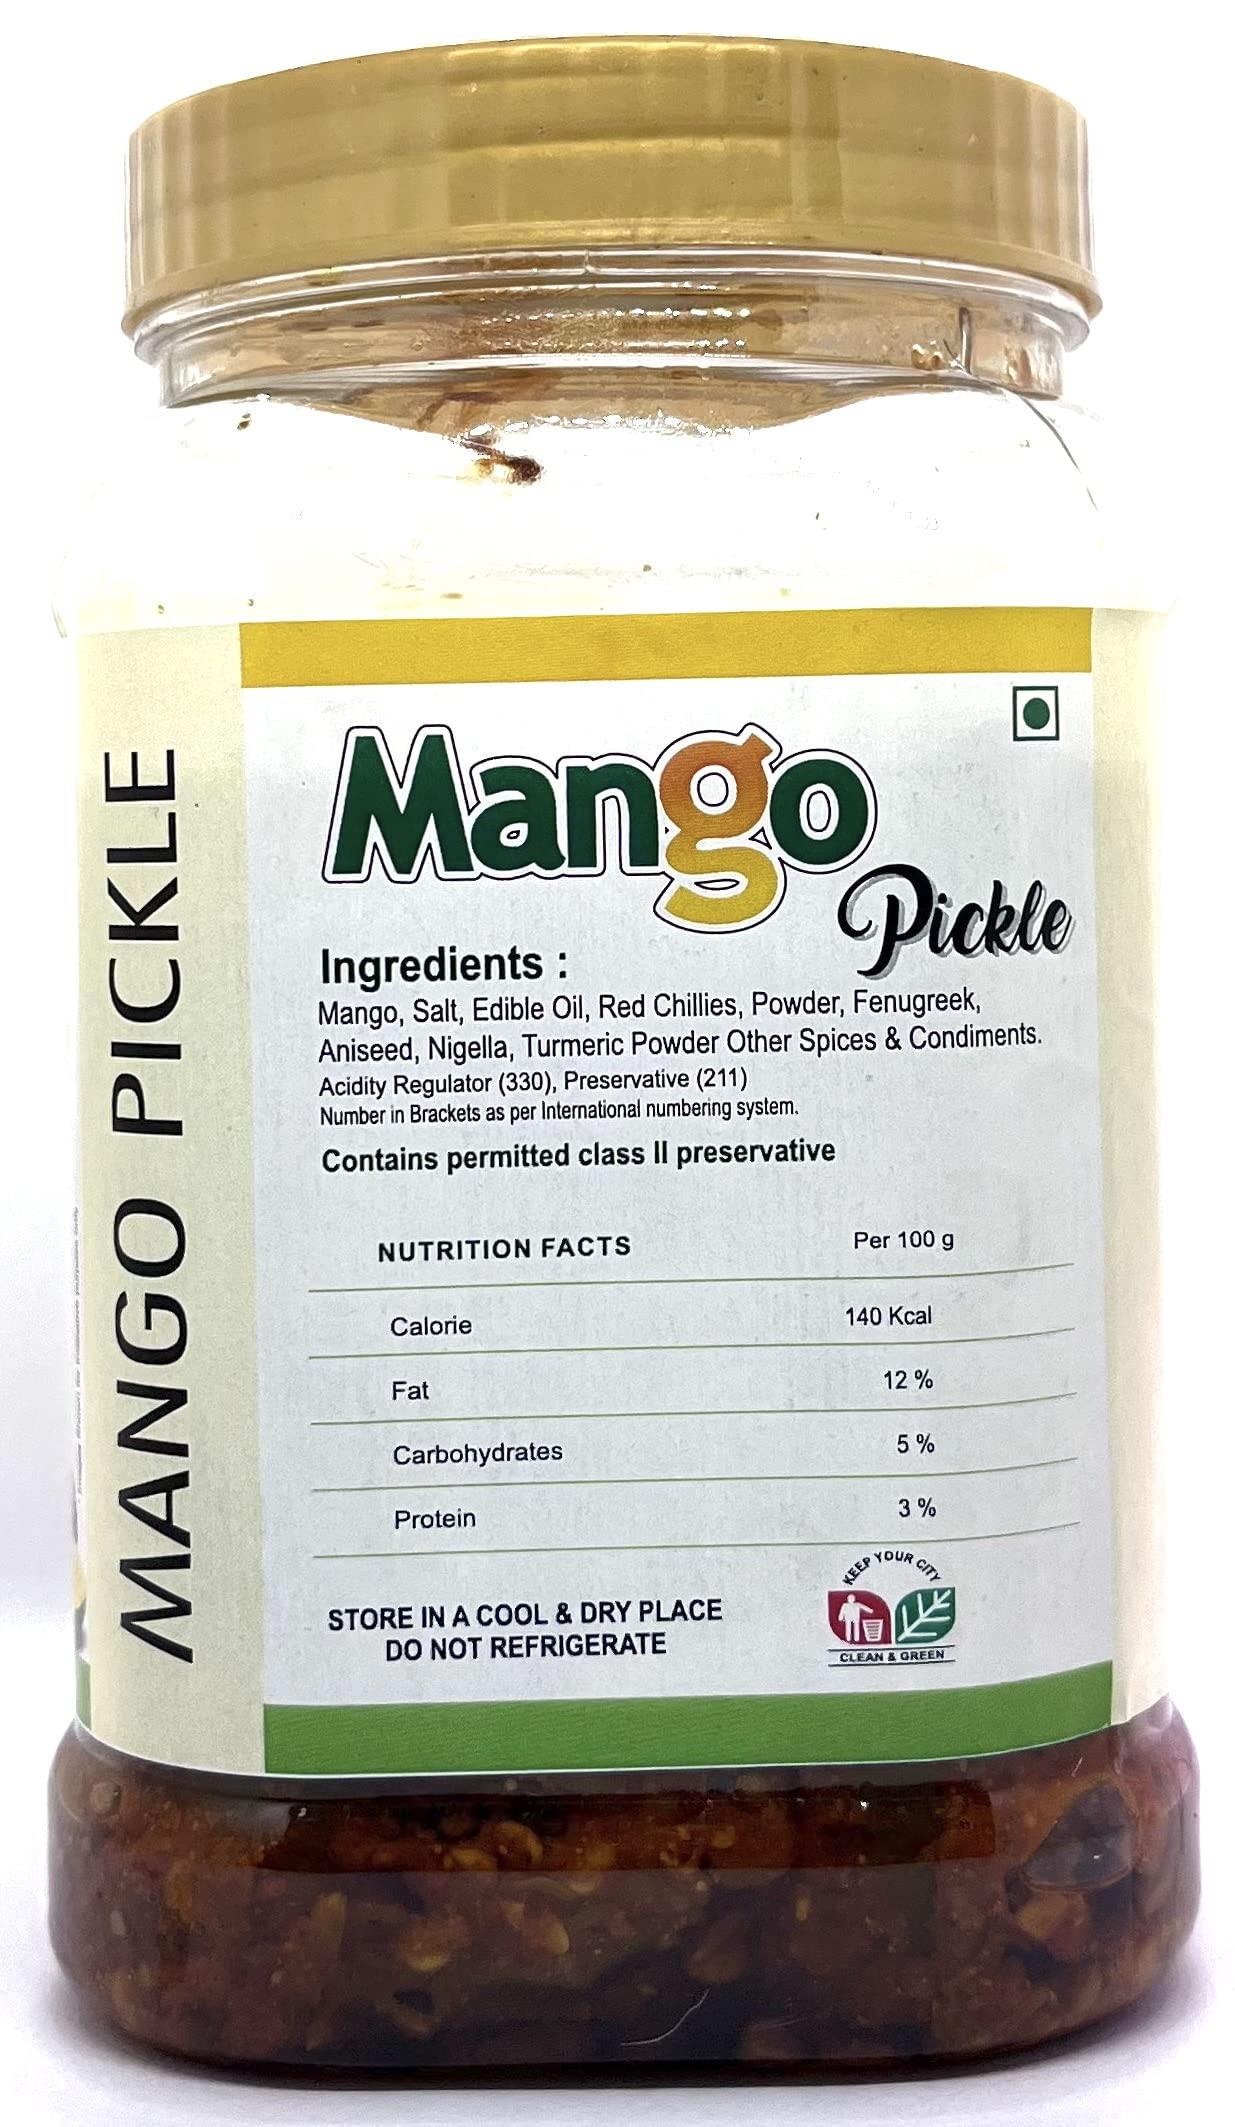 MANGO PICKLE
Mango
Pickle
Ingredients :
Mango, Salt, Edible Oil, Red Chillies, Powder, Fenugreek,
Aniseed, Nigella, Turmeric Powder Other Spices & Condiments.
Acidity Regulator (330), Preservative (211)
Number in Brackets as per International numbering system.
Contains permitted class II preservative
NUTRITION FACTS Per 100 g
Calorie 140 Kcal
Fat 12 %
Carbohydrates 5 %
Protein 3 %
STORE IN A COOL & DRY PLACE
DO NOT REFRIGERATE
KEEP YOUR CITY
CLEAN & GREEN